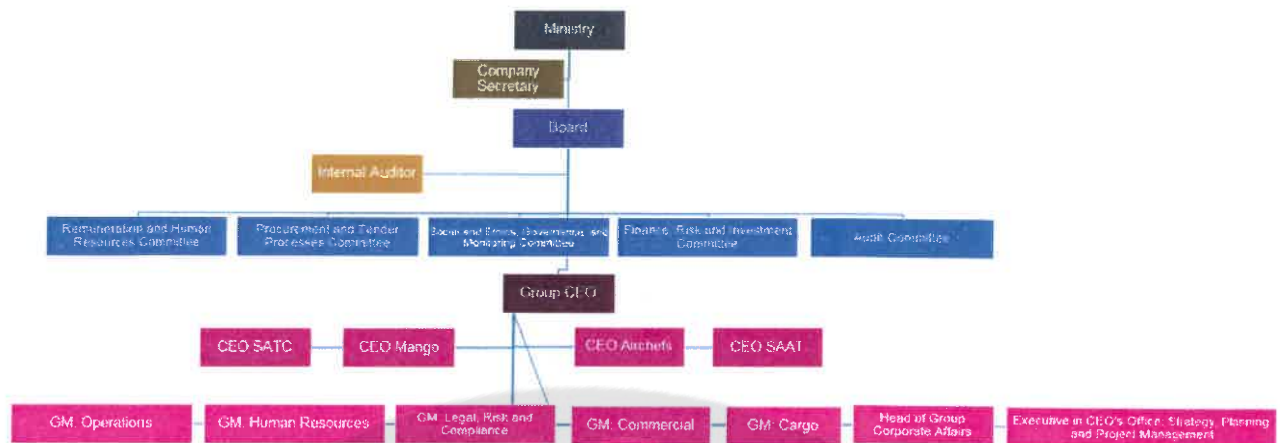 Ministry
Company
Secretary
Board
Internal Auditor
Remuneration and Human
Resources Committee
Procurement and Tender
Processes Committee
Social and Ethics, Governance, and
Monitoring Committee
Finance, Risk and Investment
Committee
Audit Committee
Group CEO
CEO SATC
CEO Mango
CEO Airchefs
CEO SAAT
GM: Operations
GM: Human Resources
GM: Legal, Risk and
Compliance
GM: Commercial
GM: Cargo
Head of Group
Corporate Affairs
Executive in CEO's Office, Strategy, Planning
and Project Management